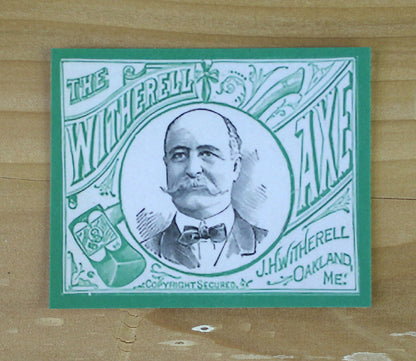 THE
WITHERELL
AXE
J.H. WITHERELL
OAKLAND,
ME.
COPYRIGHT SECURED.